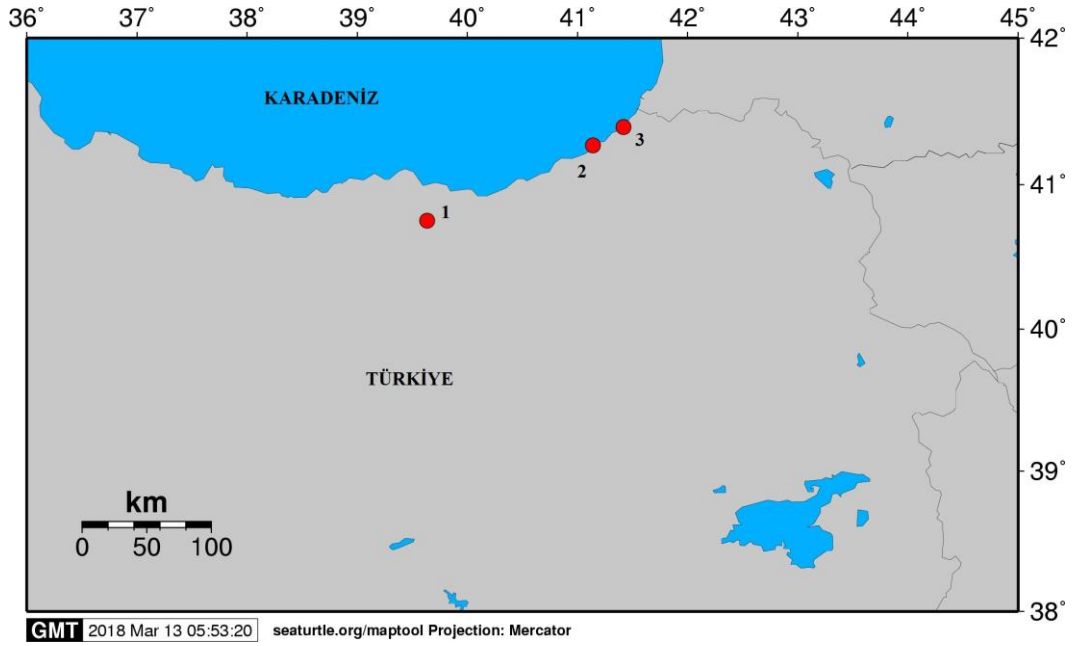 36° 37° 38° 39° 40° 41° 42° 43° 44° 45°
42°
KARADENİZ
3
2
41°
1
40°
TÜRKİYE
39°
km
0 50 100
38°
GMT 2018 Mar 13 05:53:20 seaturtle.org/maptool Projection: Mercator